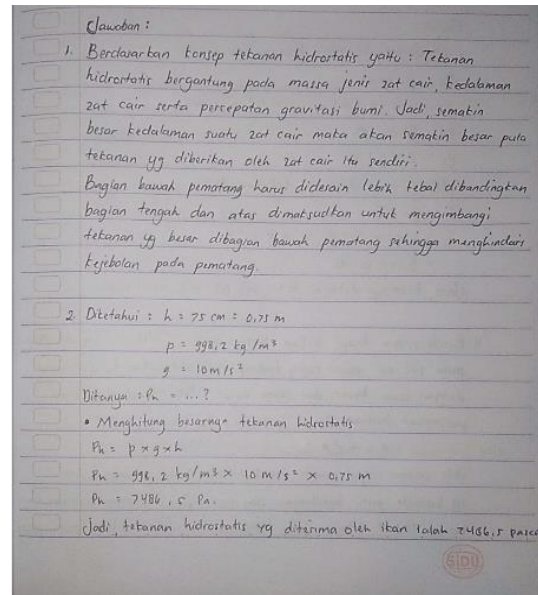 Jawaban :
1. Berdasarkan konsep tekanan hidrostatis yaitu : Tekanan
hidrostatis bergantung pada massa jenis zat cair, kedalaman
zat cair serta percepatan gravitasi bumi. Jadi, semakin
besar kedalaman suatu zat cair maka akan semakin besar pula
tekanan yg diberikan oleh zat cair itu sendiri.
Bagian bawah pematang harus didesain lebih tebal dibandingkan
bagian tengah dan atas dimaksudkan untuk mengimbangi
tekanan yg besar dibagian bawah pematang sehingga menghindari
kejebolan pada pematang.
2. Diketahui : h = 75 cm = 0,75 m
ρ = 998,2 kg/m³
g = 10 m/s²
Ditanya : Ph = ... ?
• Menghitung besarnya tekanan hidrostatis
Ph = ρ x g x h
Ph = 998,2 kg/m³ x 10 m/s² x 0,75 m
Ph = 7486,5 Pa.
Jadi, tekanan hidrostatis yg diterima oleh ikan ialah 7486,5
SIDU